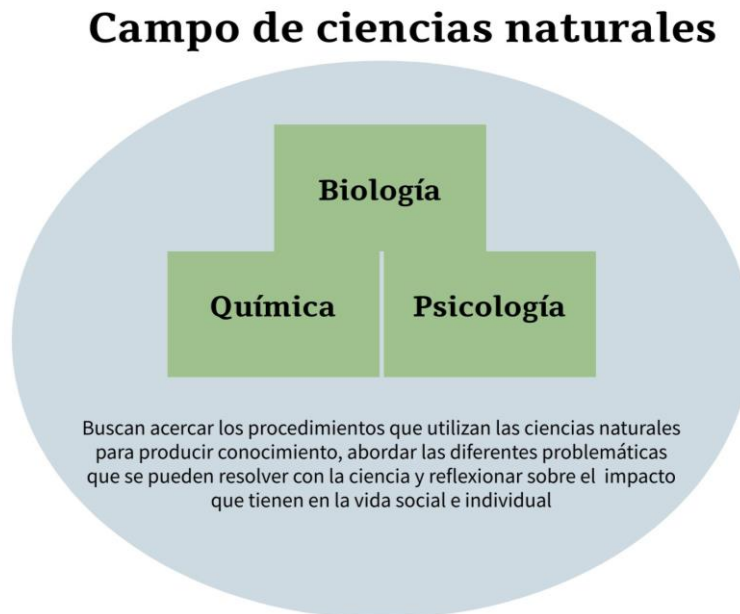 Campo de ciencias naturales
Biología
Química
Psicología
Buscan acercar los procedimientos que utilizan las ciencias naturales
para producir conocimiento, abordar las diferentes problemáticas
que se pueden resolver con la ciencia y reflexionar sobre el impacto
que tienen en la vida social e individual